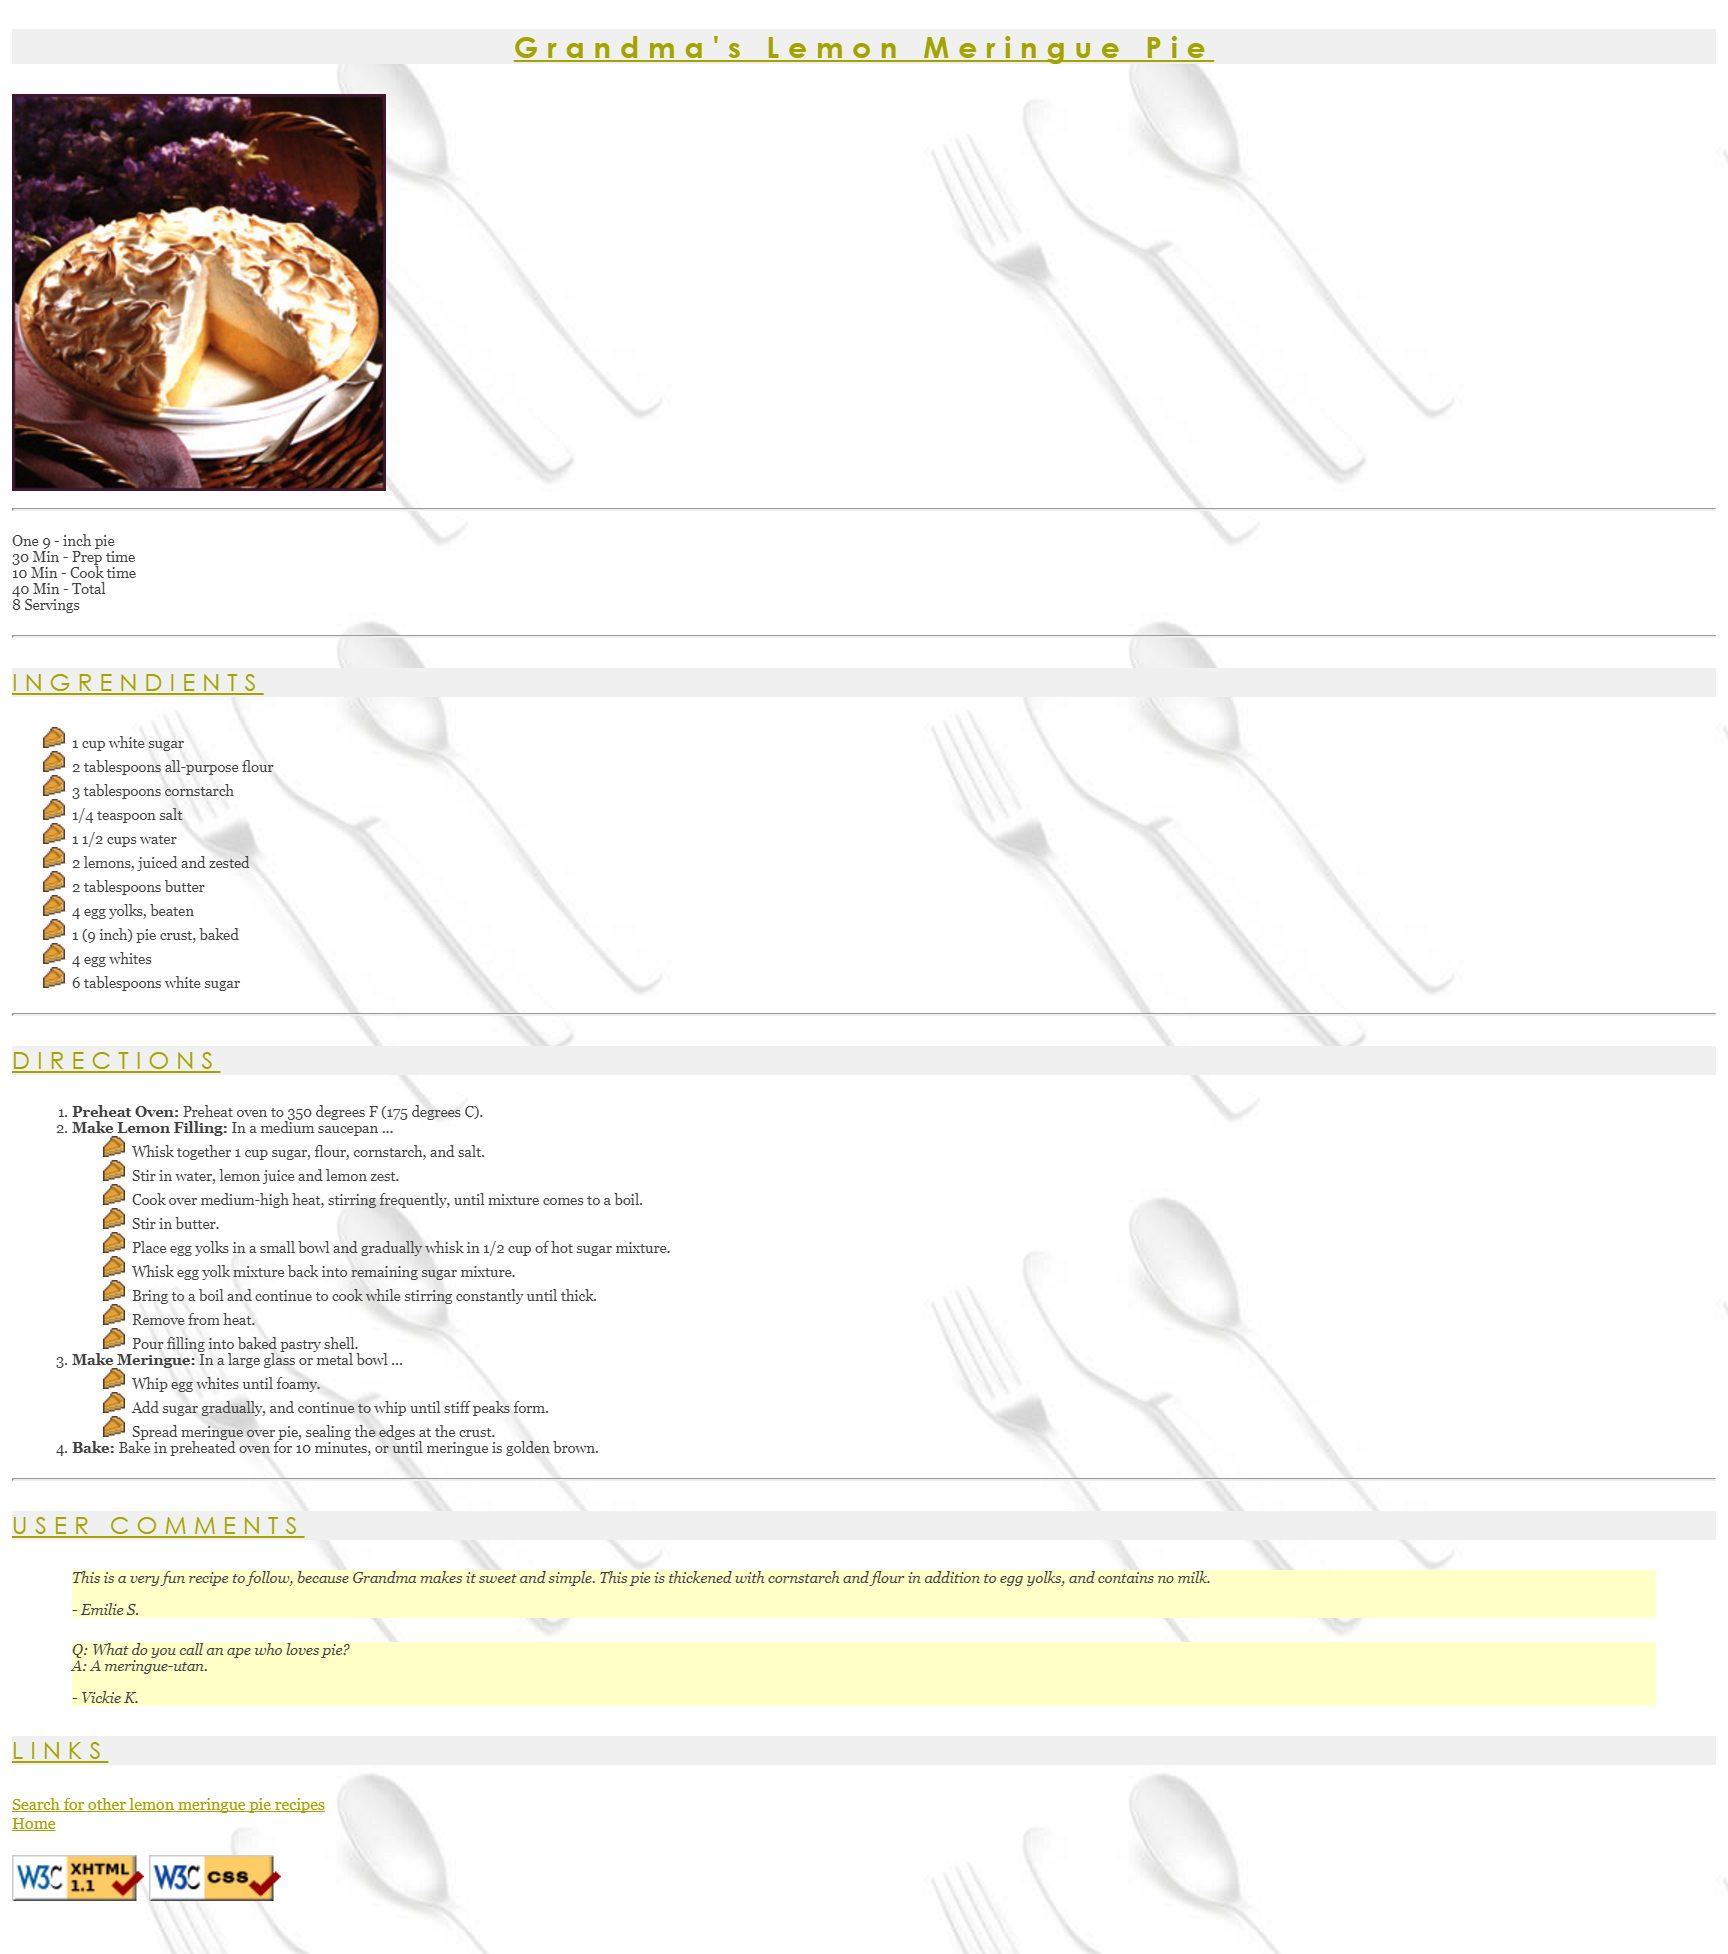 Grandma's Lemon Meringue Pie
One 9 - inch pie
30 Min - Prep time
10 Min - Cook time
40 Min - Total
8 Servings
INGRENDIENTS
1 cup white sugar
2 tablespoons all-purpose flour
3 tablespoons cornstarch
1/4 teaspoon salt
1 1/2 cups water
2 lemons, juiced and zested
2 tablespoons butter
4 egg yolks, beaten
1 (9 inch) pie crust, baked
4 egg whites
6 tablespoons white sugar
DIRECTIONS
1. Preheat Oven: Preheat oven to 350 degrees F (175 degrees C).
2. Make Lemon Filling: In a medium saucepan ...
Whisk together 1 cup sugar, flour, cornstarch, and salt.
Stir in water, lemon juice and lemon zest.
Cook over medium-high heat, stirring frequently, until mixture comes to a boil.
Stir in butter.
Place egg yolks in a small bowl and gradually whisk in 1/2 cup of hot sugar mixture.
Whisk egg yolk mixture back into remaining sugar mixture.
Bring to a boil and continue to cook while stirring constantly until thick.
Remove from heat.
Pour filling into baked pastry shell.
3. Make Meringue: In a large glass or metal bowl ...
Whip egg whites until foamy.
Add sugar gradually, and continue to whip until stiff peaks form.
Spread meringue over pie, sealing the edges at the crust.
4. Bake: Bake in preheated oven for 10 minutes, or until meringue is golden brown.
USER COMMENTS
This is a very fun recipe to follow, because Grandma makes it sweet and simple. This pie is thickened with cornstarch and flour in addition to egg yolks, and contains no milk.
- Emilie S.
Q: What do you call an ape who loves pie?
A: A meringue-utan.
- Vickie K.
LINKS
Search for other lemon meringue pie recipes
Home
W3C XHTML 1.1 W3C CSS